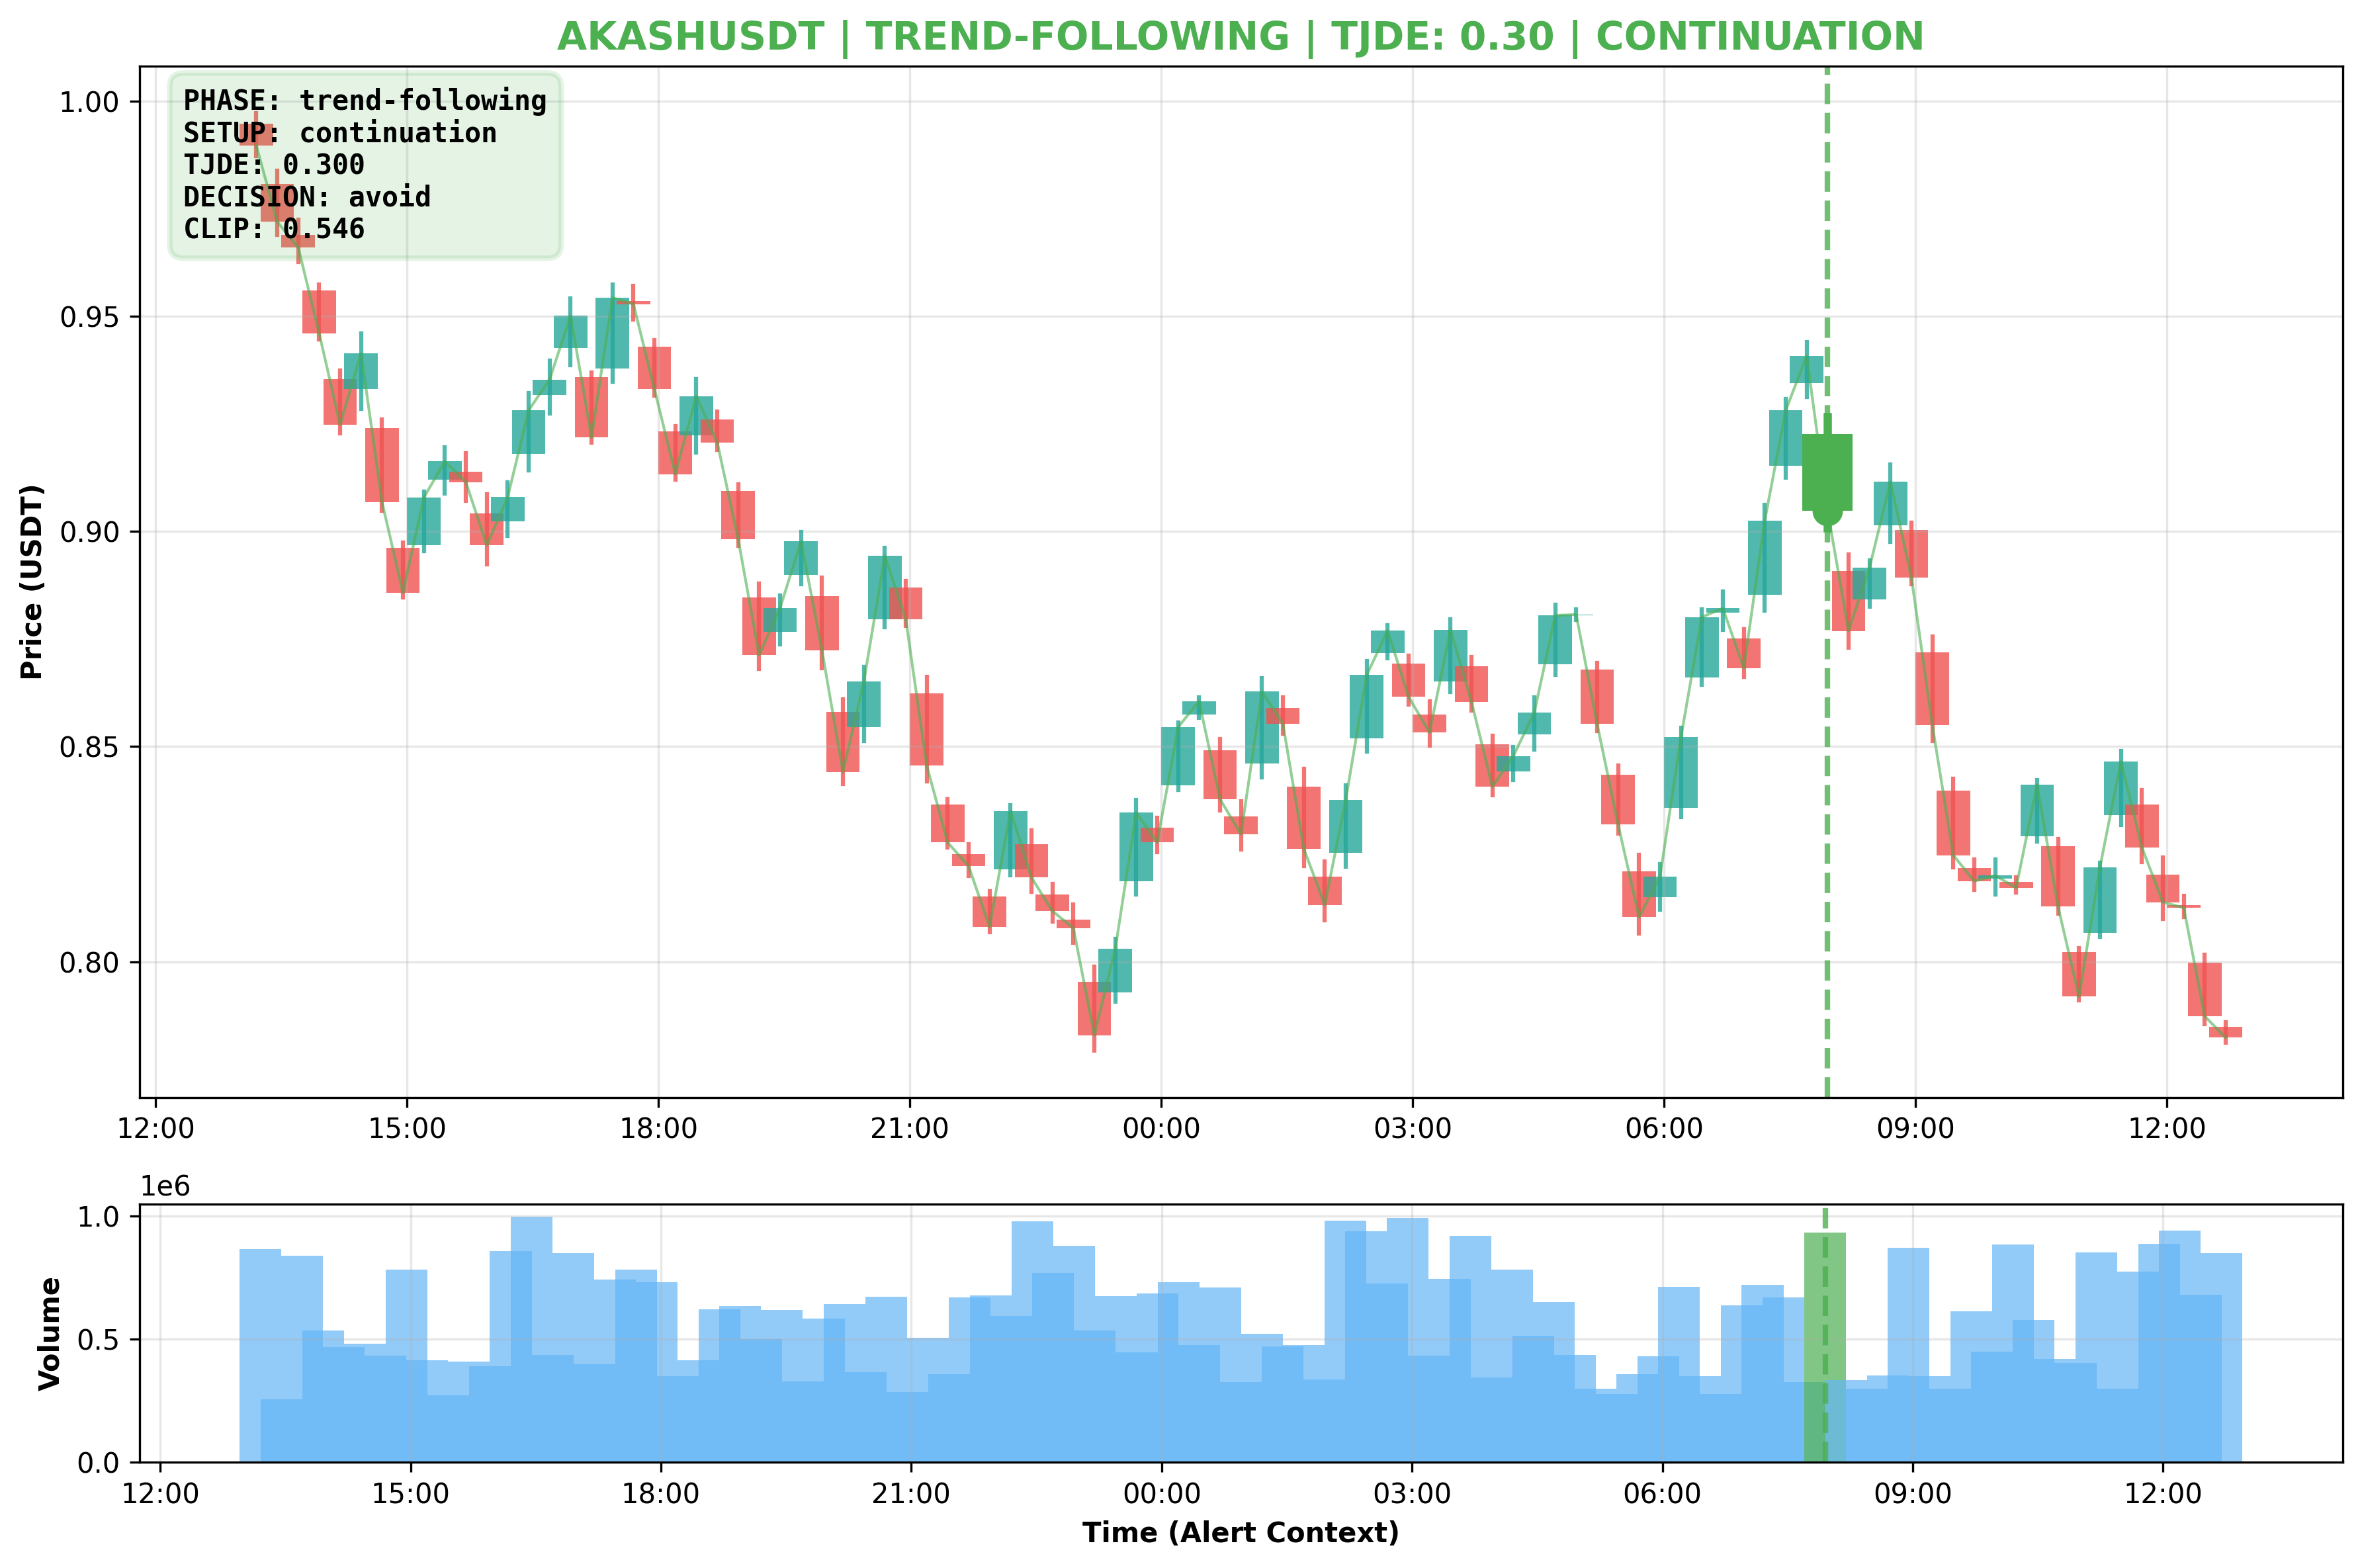 AKASHUSDT | TREND-FOLLOWING | TJDE: 0.30 | CONTINUATION
PHASE: trend-following
SETUP: continuation
TJDE: 0.300
DECISION: avoid
CLIP: 0.546
Price (USDT)
1.00
0.95
0.90
0.85
0.80
12:00 15:00 18:00 21:00 00:00 03:00 06:00 09:00 12:00
1e6
Volume
1.0
0.5
0.0
12:00 15:00 18:00 21:00 00:00 03:00 06:00 09:00 12:00
Time (Alert Context)